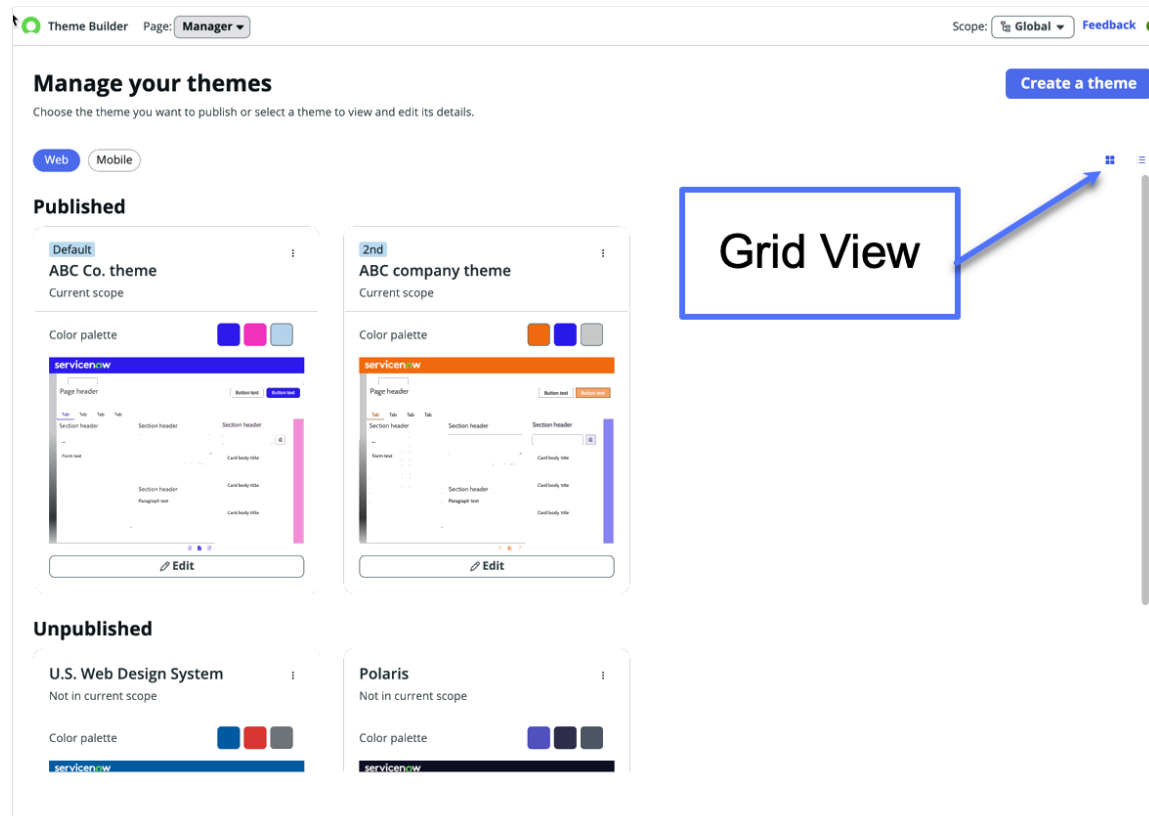 Theme Builder Page: Manager Scope: Global Feedback
Manage your themes
Create a theme
Choose the theme you want to publish or select a theme to view and edit its details.
Web Mobile
Published
Grid View
Default
ABC Co. theme
Current scope
Color palette
servicenow
Page header
Button text Button text
Tab Tab Tab Tab
Section header Section header Section header
Form text
Card body title
Card body title
Section header
Paragraph text
Card body title
Edit
2nd
ABC company theme
Current scope
Color palette
servicenow
Page header
Button text Button text
Tab Tab Tab Tab
Section header Section header Section header
Form text
Card body title
Card body title
Section header
Paragraph text
Card body title
Edit
Unpublished
U.S. Web Design System
Not in current scope
Color palette
servicenow
Polaris
Not in current scope
Color palette
servicenow